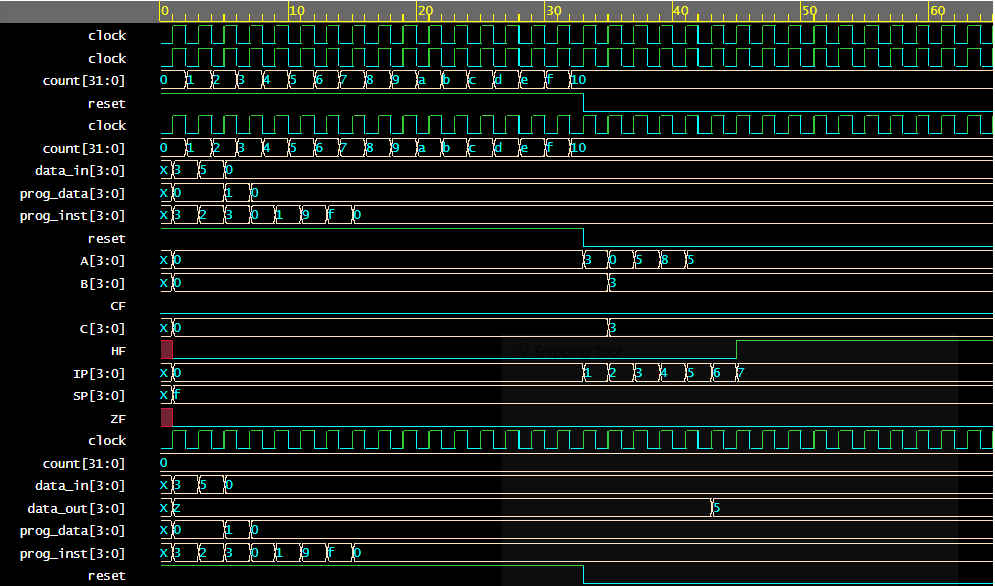 0 10 20 30 40 50 60
clock
clock
count[31:0] 0 1 2 3 4 5 6 7 8 9 a b c d e f 10
reset
clock
count[31:0] 0 1 2 3 4 5 6 7 8 9 a b c d e f 10
data_in[3:0] X 3 5 0
prog_data[3:0] X 0 1 0
prog_inst[3:0] X 3 2 3 0 1 9 f 0
reset
A[3:0] X 0 3 0 5 8 5
B[3:0] X 0 3
CF
C[3:0] X 0 3
HF
IP[3:0] X 0 1 2 3 4 5 6 7
SP[3:0] X f
ZF
clock
count[31:0] 0
data_in[3:0] X 3 5 0
data_out[3:0] X Z 5
prog_data[3:0] X 0 1 0
prog_inst[3:0] X 3 2 3 0 1 9 f 0
reset